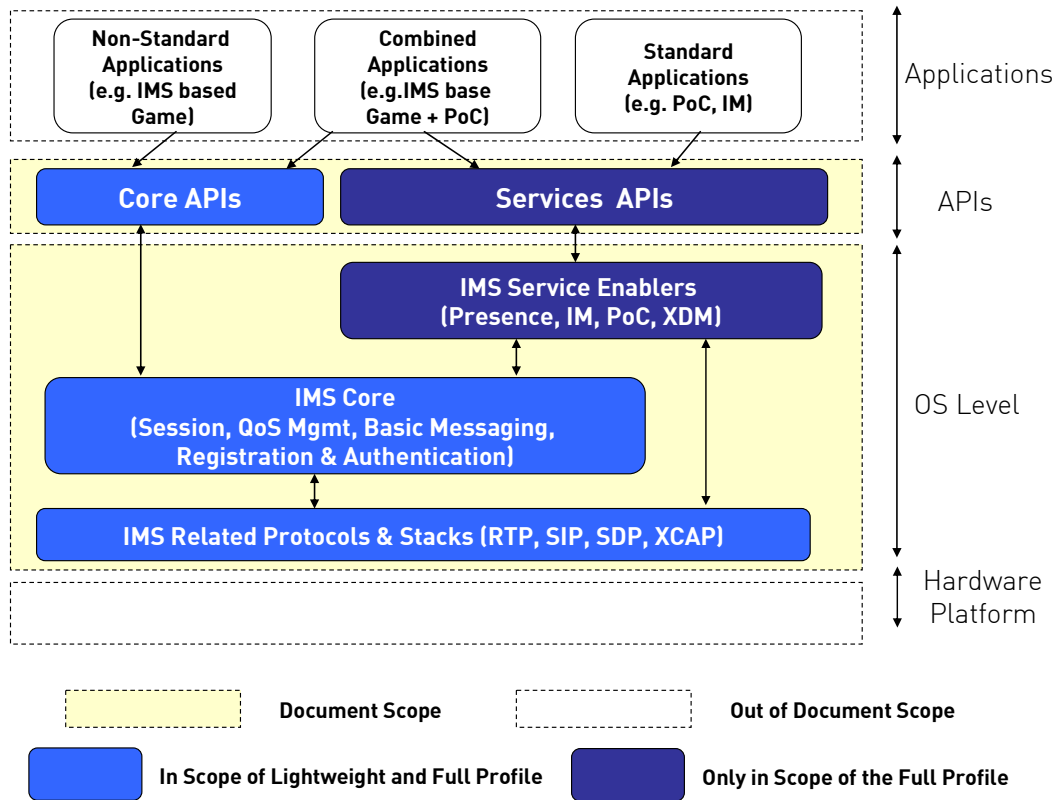 Non-Standard
Applications
(e.g. IMS based
Game)
Combined
Applications
(e.g.IMS base
Game + PoC)
Standard
Applications
(e.g. PoC, IM)
Applications
Core APIs
Services APIs
APIs
IMS Service Enablers
(Presence, IM, PoC, XDM)
IMS Core
(Session, QoS Mgmt, Basic Messaging,
Registration & Authentication)
OS Level
IMS Related Protocols & Stacks (RTP, SIP, SDP, XCAP)
Hardware
Platform
Document Scope
Out of Document Scope
In Scope of Lightweight and Full Profile
Only in Scope of the Full Profile